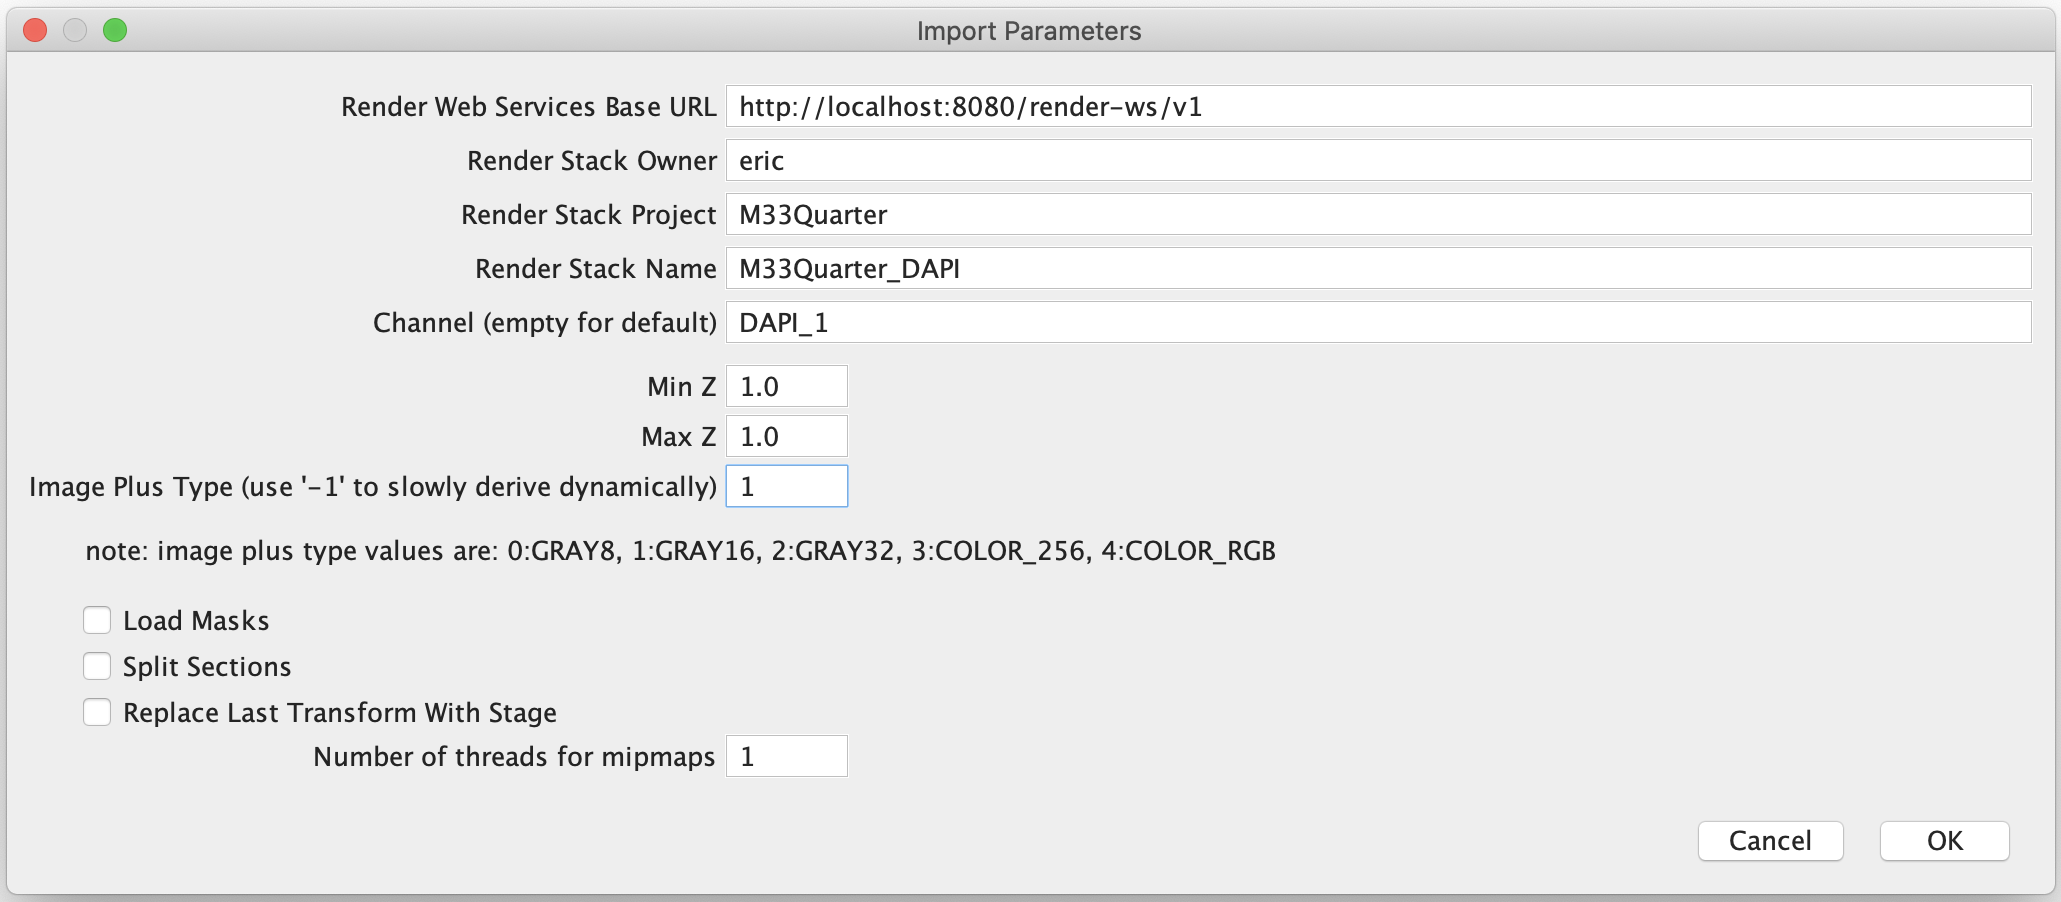 Import Parameters
Render Web Services Base URL http://localhost:8080/render-ws/v1
Render Stack Owner eric
Render Stack Project M33Quarter
Render Stack Name M33Quarter_DAPI
Channel (empty for default) DAPI_1
Min Z 1.0
Max Z 1.0
Image Plus Type (use '-1' to slowly derive dynamically) 1
note: image plus type values are: 0:GRAY8, 1:GRAY16, 2:GRAY32, 3:COLOR_256, 4:COLOR_RGB
Load Masks
Split Sections
Replace Last Transform With Stage
Number of threads for mipmaps 1
Cancel OK